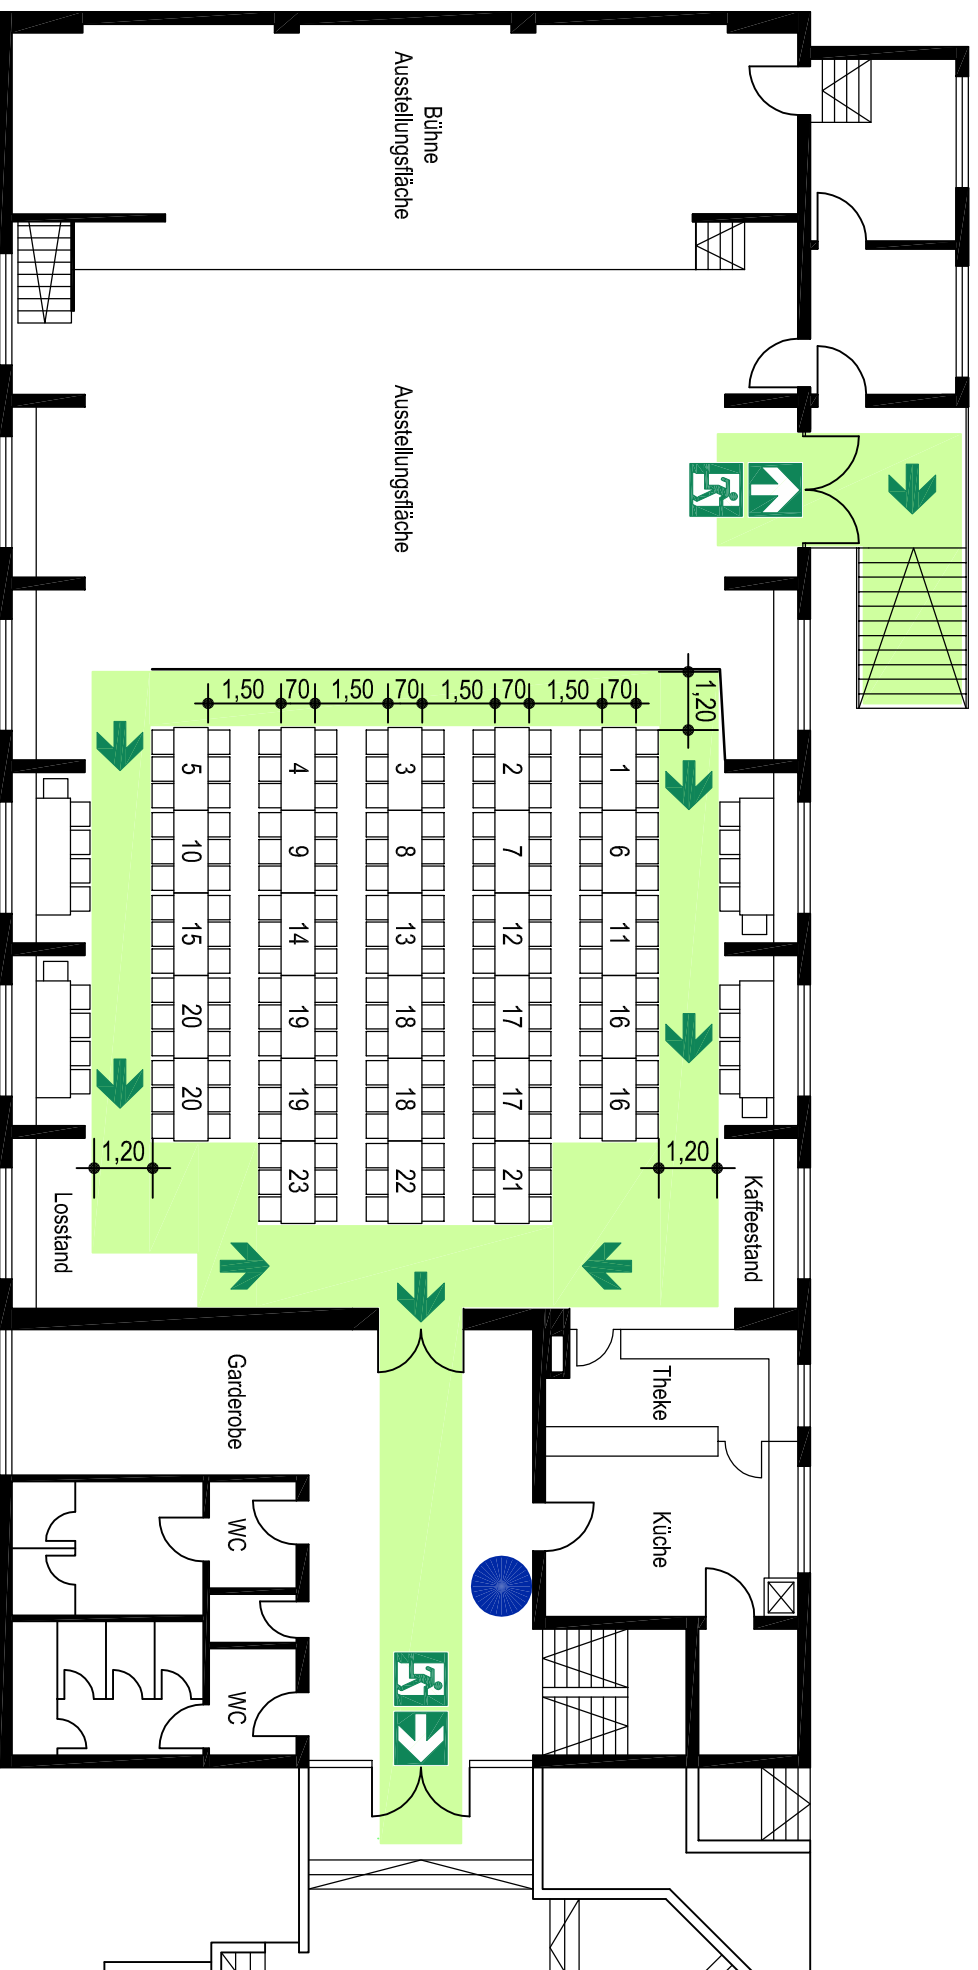 Bühne
Ausstellungsfläche
Ausstellungsfläche
1,50 70 1,50 70 1,50 70 1,50 70
1,20
5 4 3 2 1
10 9 8 7 6
15 14 13 12 11
20 19 18 17 16
20 19 18 17 16
23 22 21
1,20
1,20
Losstand
Kaffeestand
Garderobe
Theke
WC
Küche
WC